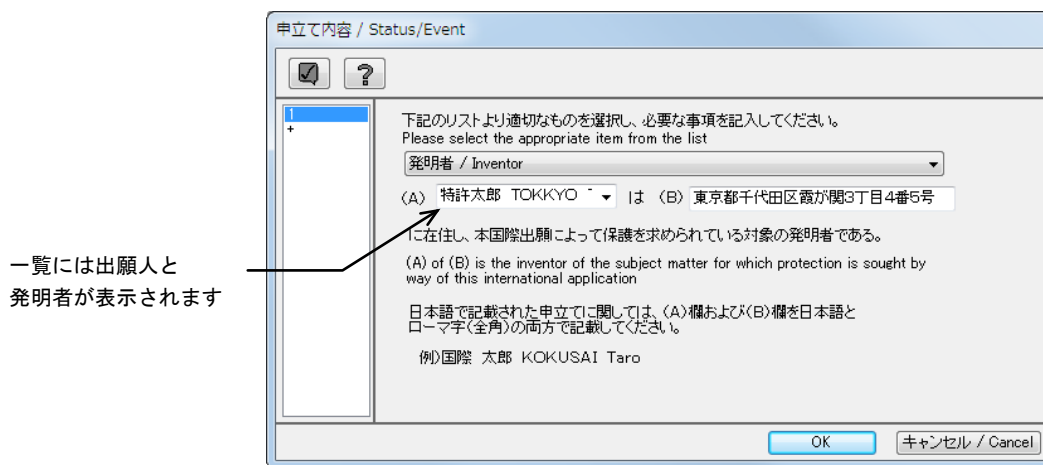 申立て内容 / Status/Event
1
+
下記のリストより適切なものを選択し、必要な事項を記入してください。
Please select the appropriate item from the list
発明者 / Inventor
(A) 特許太郎 TOKKYO は (B) 東京都千代田区霞が関3丁目4番5号
に在住し、本国際出願によって保護を求められている対象の発明者である。
(A) of (B) is the inventor of the subject matter for which protection is sought by
way of this international application
日本語で記載された申立てに関しては、(A)欄および(B)欄を日本語と
ローマ字(全角)の両方で記載してください。
例)国際 太郎 KOKUSAI Taro
一覧には出願人と
発明者が表示されます
OK
キャンセル / Cancel